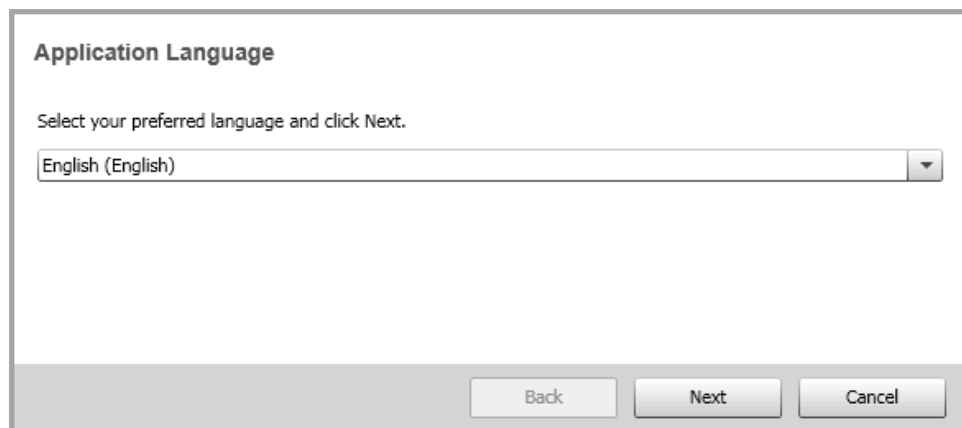 Application Language
Select your preferred language and click Next.
English (English)
Back
Next
Cancel